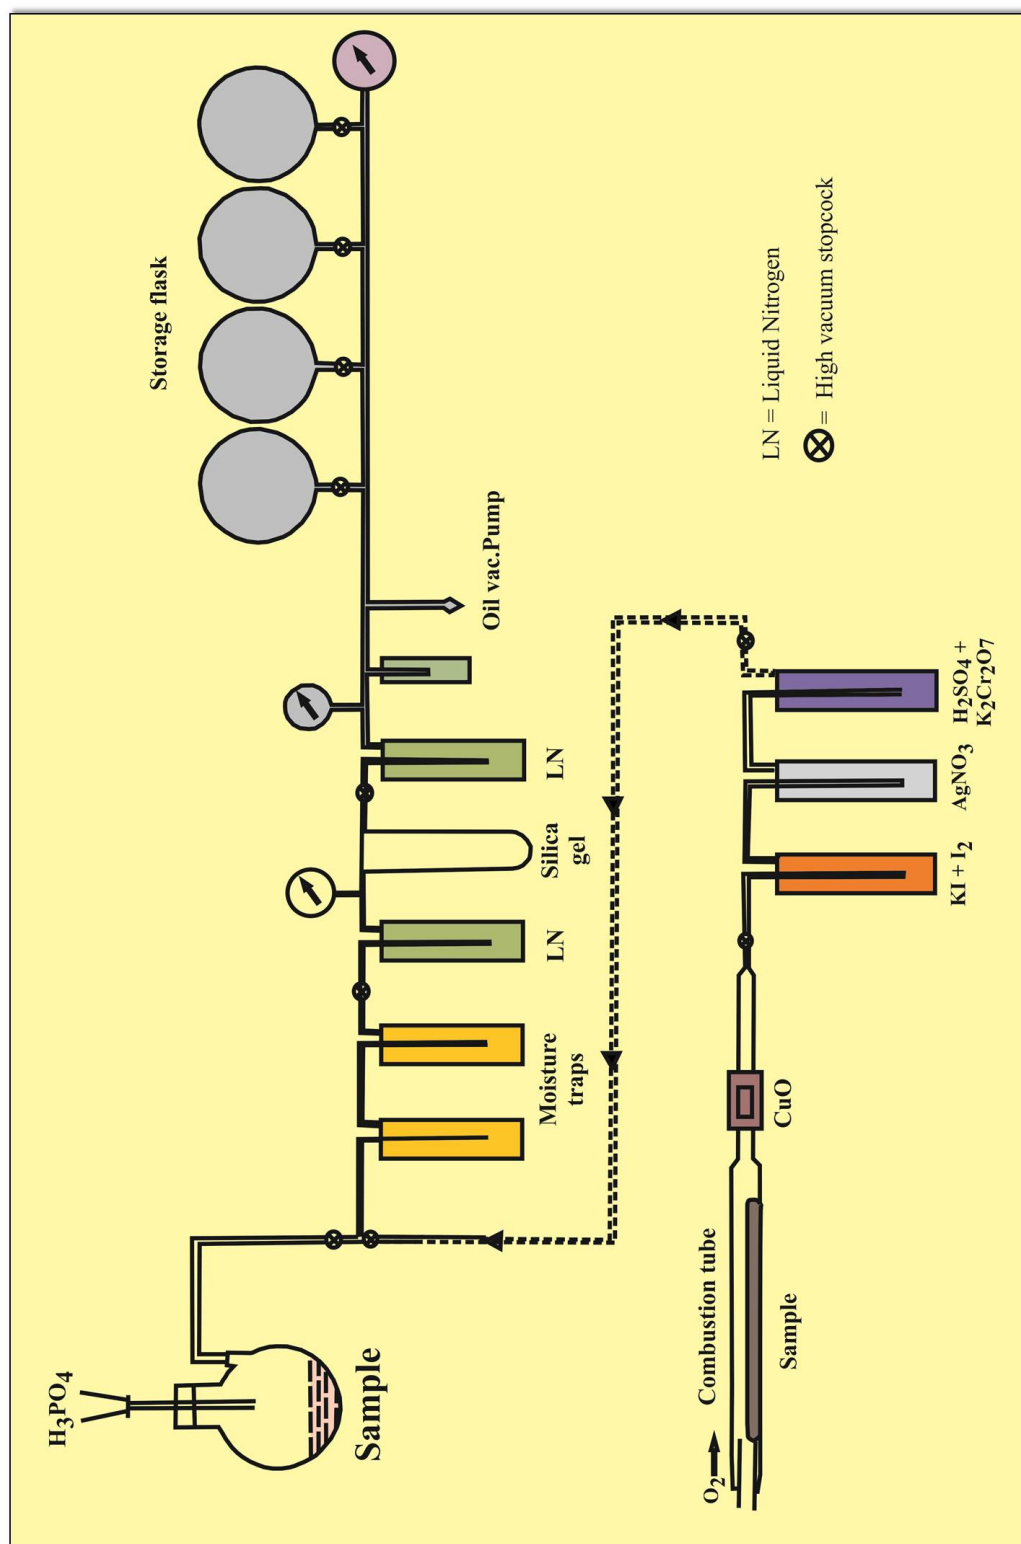 Storage flask
Oil vac.Pump
LN
Silica
gel
LN
Moisture
traps
H3PO4
Sample
LN = Liquid Nitrogen
= High vacuum stopcock
O2
Combustion tube
Sample
CuO
KI + I2
AgNO3
H2SO4 +
K2Cr2O7